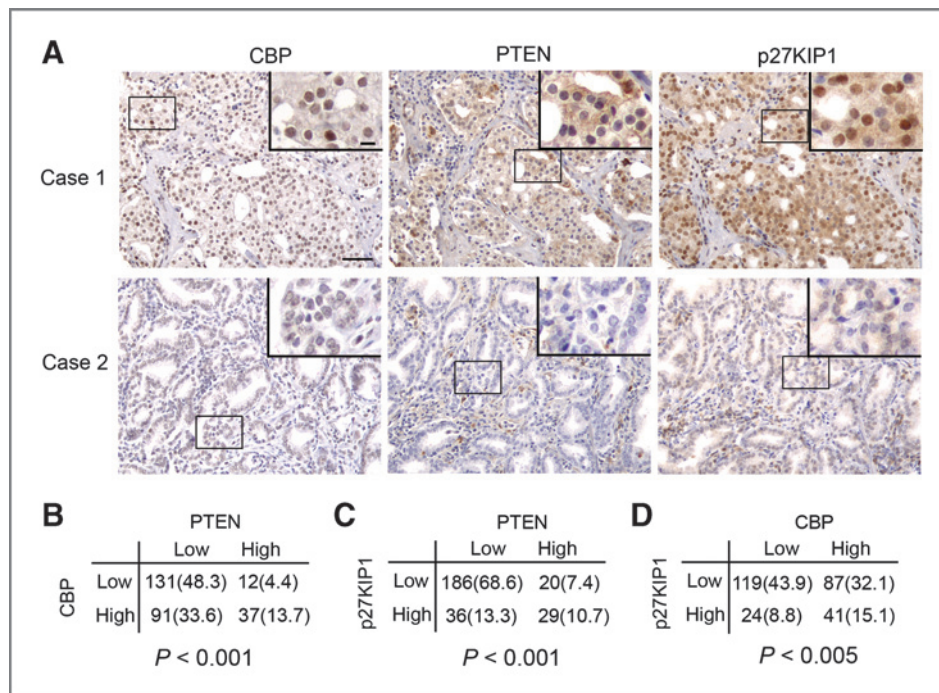 A
CBP PTEN p27KIP1
Case 1
Case 2
B
PTEN
Low High
CBP
Low 131(48.3) 12(4.4)
High 91(33.6) 37(13.7)
P < 0.001
C
PTEN
Low High
p27KIP1
Low 186(68.6) 20(7.4)
High 36(13.3) 29(10.7)
P < 0.001
D
CBP
Low High
p27KIP1
Low 119(43.9) 87(32.1)
High 24(8.8) 41(15.1)
P < 0.005